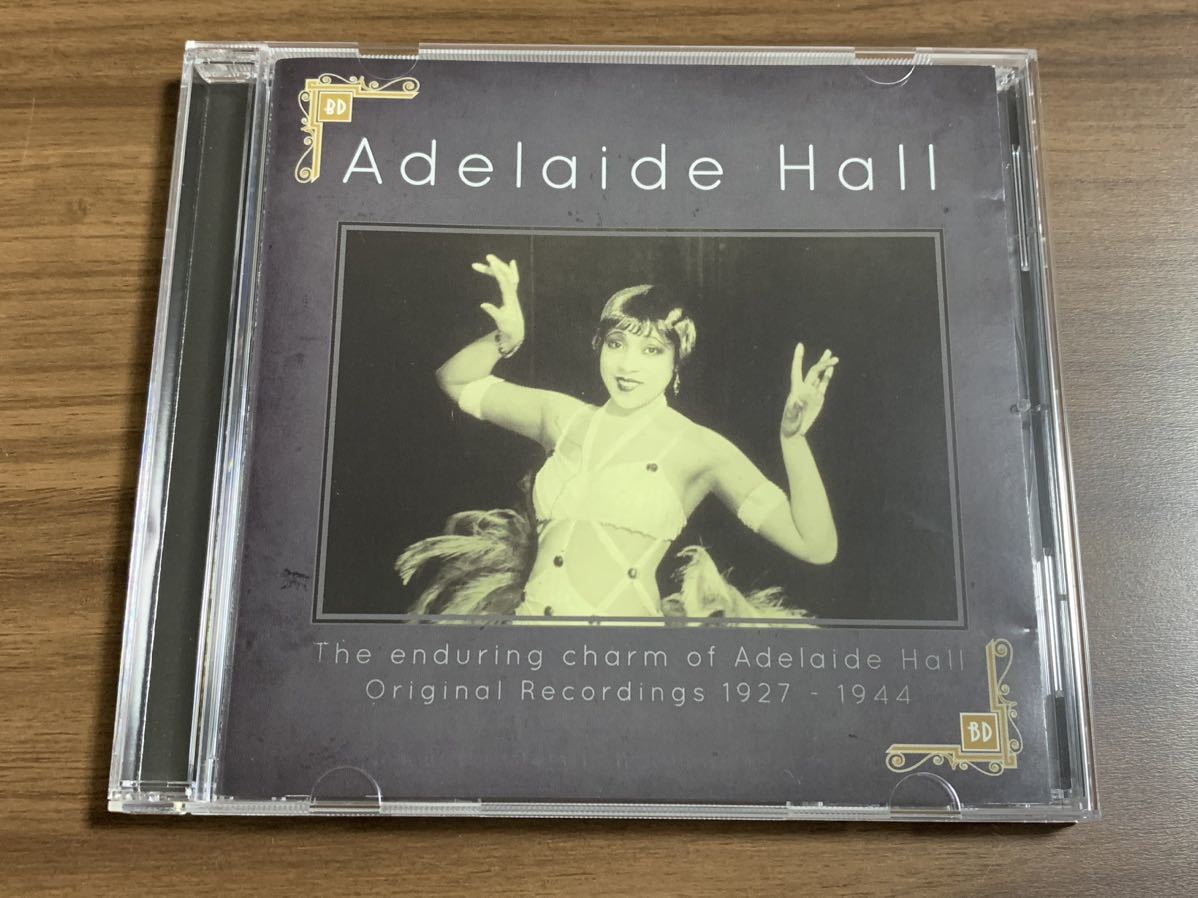 BD
Adelaide Hall
The enduring charm of Adelaide Hall
Original Recordings 1927 - 1944
BD